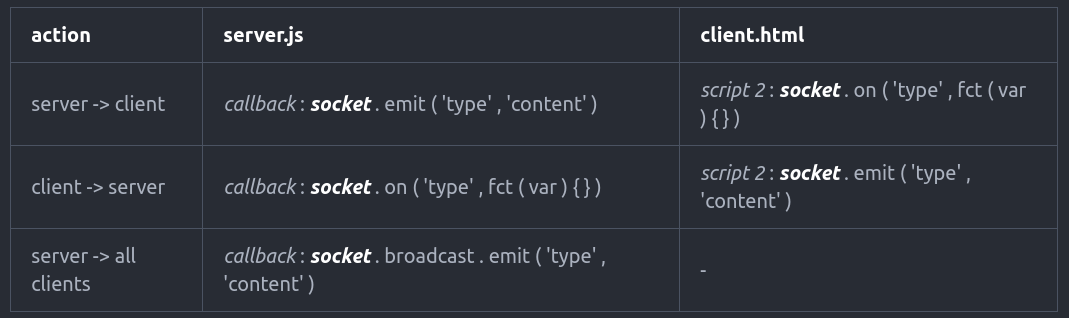 action server.js client.html
server -> client callback : socket . emit ( 'type' , 'content' ) script 2 : socket . on ( 'type' , fct ( var
) { } )
client -> server callback : socket . on ( 'type' , fct ( var ) { } ) script 2 : socket . emit ( 'type' ,
'content' )
server -> all callback : socket . broadcast . emit ( 'type' ,
clients 'content' ) -